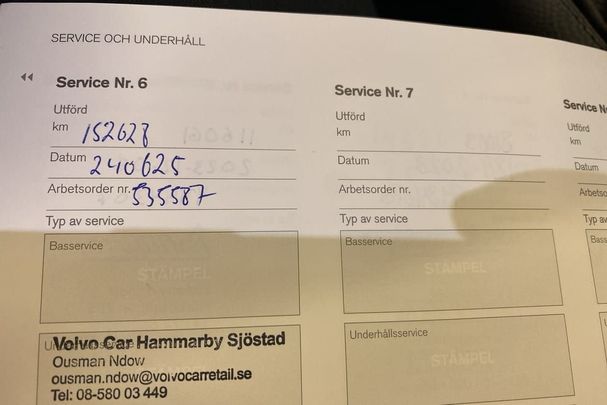 SERVICE OCH UNDERHÅLL
Service Nr. 6
Utförd
km 152628
Datum 240625
Arbetsorder nr. 535587
Typ av service
Basservice
STÄMPEL
Volvo Car Hammarby Sjöstad
Ousman Ndow
ousman.ndow@volvocarretail.se
Tel: 08-580 03 449
Service Nr. 7
Utförd
km
Datum
Arbetsorder nr.
Typ av service
Basservice
STÄMPEL
Underhållsservice
STÄMPEL
Service N
Utförd
km
Datum
Arbetso
Typ av
Bass